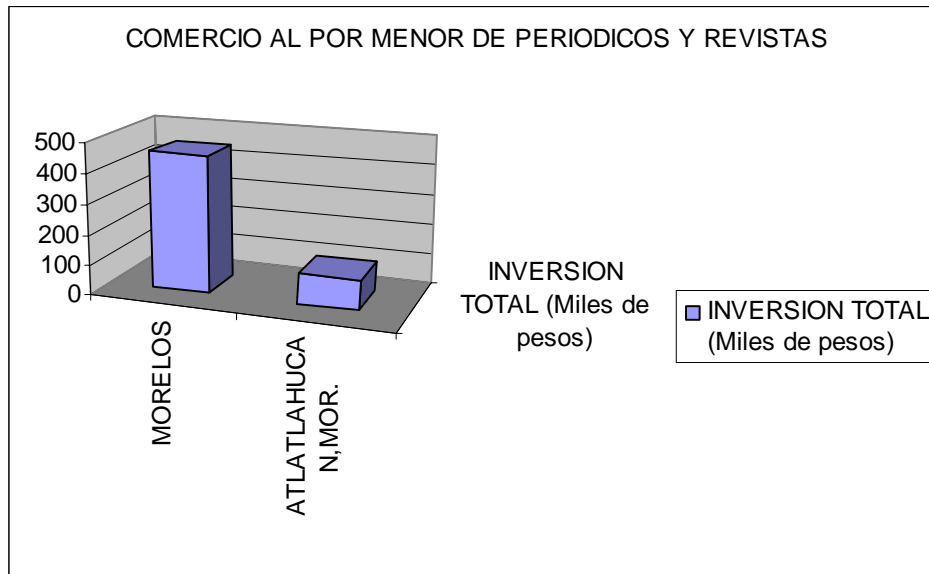 COMERCIO AL POR MENOR DE PERIODICOS Y REVISTAS
500
400
300
200
100
0
MORELOS
ATLATLAHUCA
N,MOR.
INVERSION
TOTAL (Miles de
pesos)
INVERSION TOTAL
(Miles de pesos)